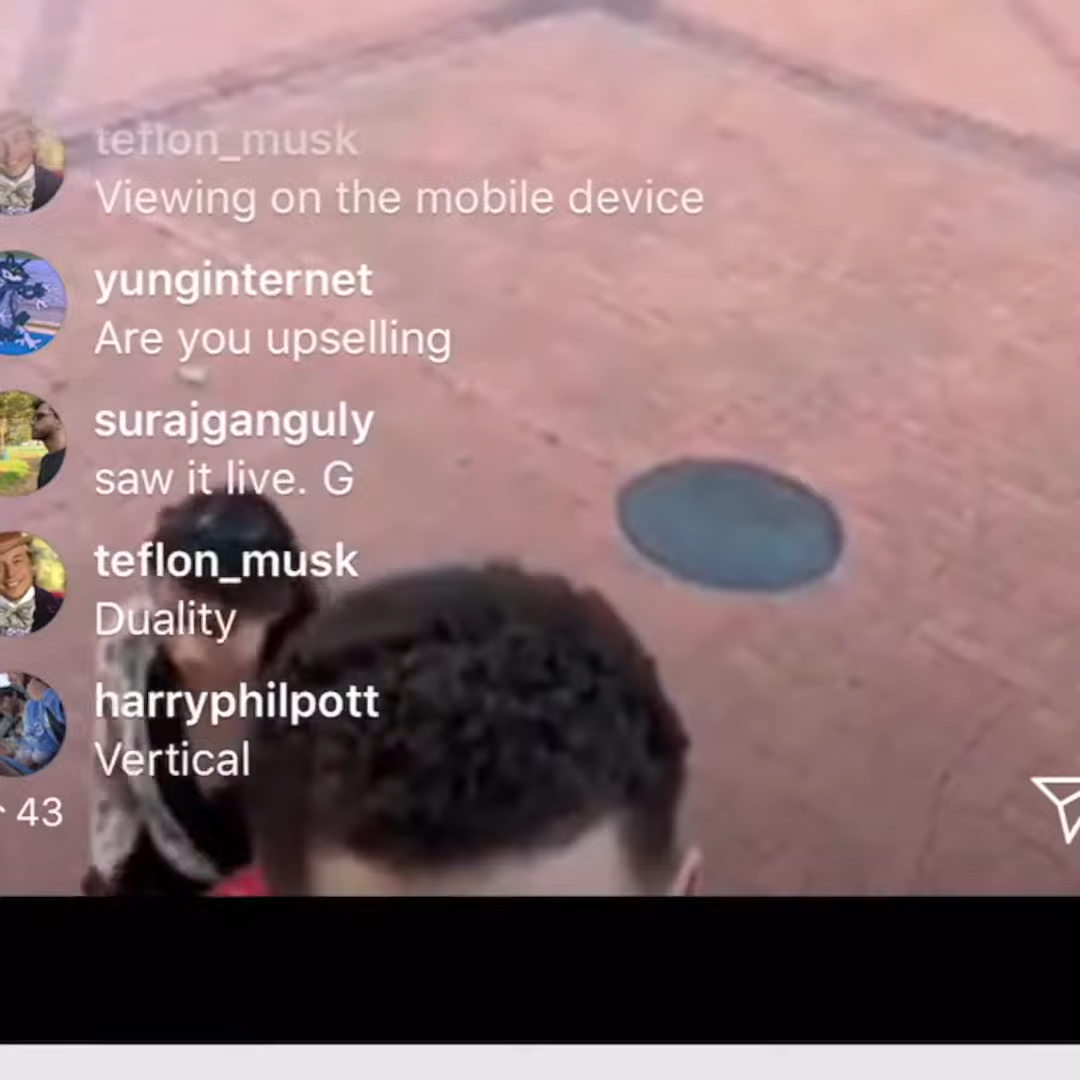 teflon_musk
Viewing on the mobile device
yunginternet
Are you upselling
surajganguly
saw it live. G
teflon_musk
Duality
harryphilpott
Vertical
43